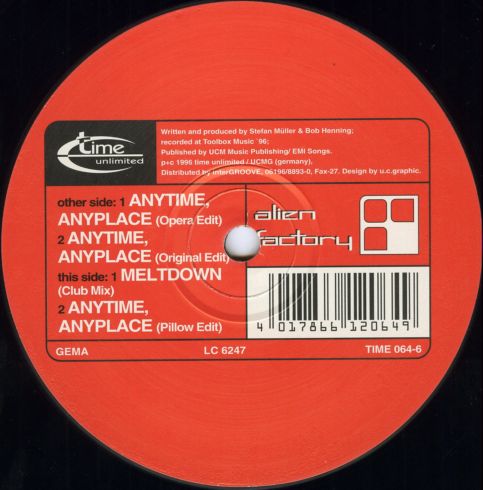 time
unlimited
Written and produced by Stefan Müller & Bob Henning;
recorded at Toolbox Music '96;
Published by UCM Music Publishing/ EMI Songs.
p+c 1996 time unlimited / UCMG (germany),
Distributed by interGROOVE, 06196/8893-0, Fax-27. Design by u.c.graphic.
other side: 1 ANYTIME,
ANYPLACE (Opera Edit)
2 ANYTIME,
ANYPLACE (Original Edit)
this side: 1 MELTDOWN
(Club Mix)
2 ANYTIME,
ANYPLACE (Pillow Edit)
alien
factory
4 017866 120649
GEMA LC 6247 TIME 064-6